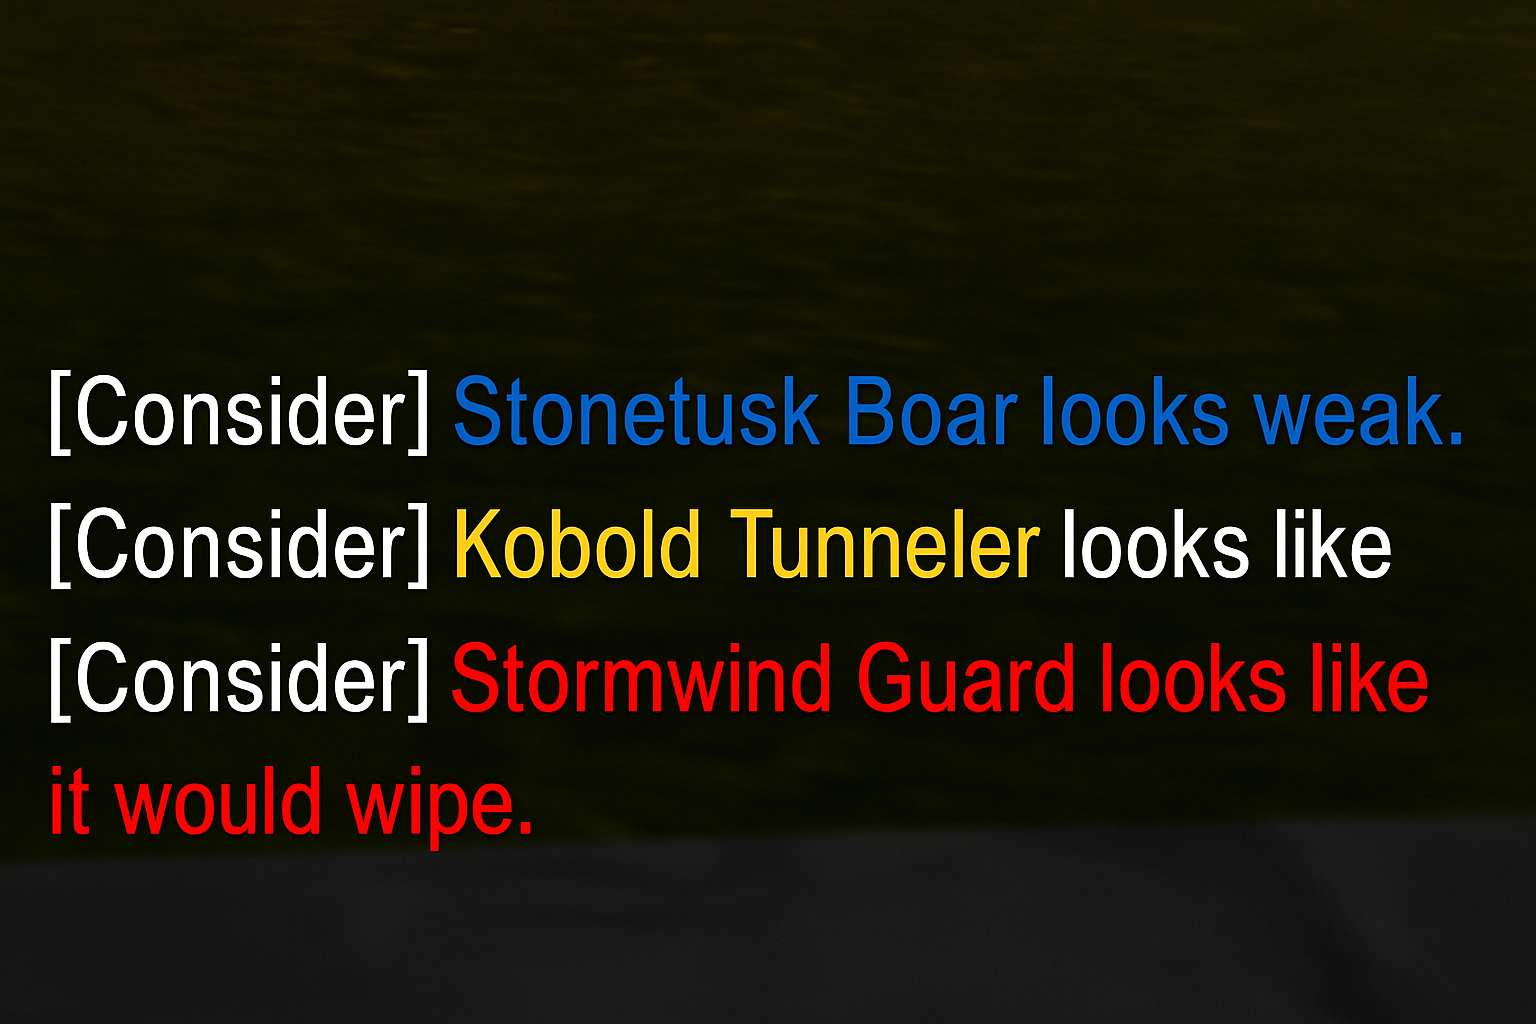 [Consider] Stonetusk Boar looks weak.
[Consider] Kobold Tunneler looks like
[Consider] Stormwind Guard looks like
it would wipe.